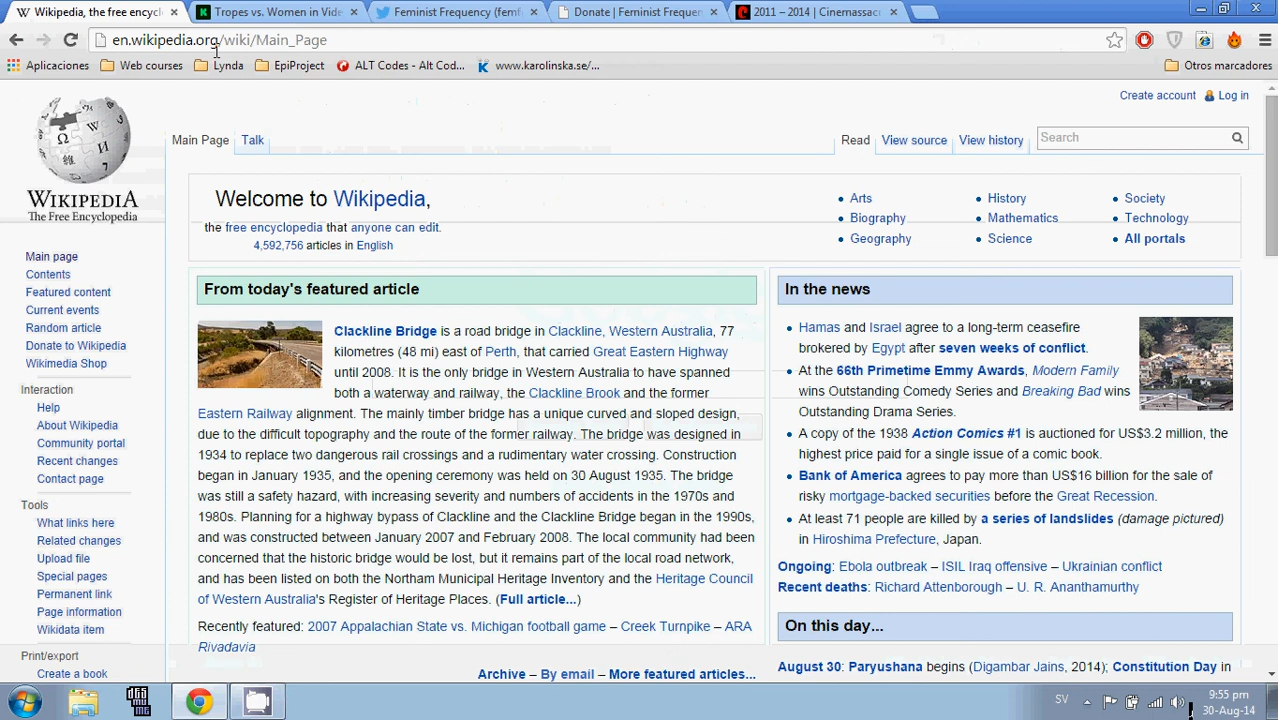 Wikipedia, the free encycl
Tropes vs. Women in Vide
Feminist Frequency (femf
Donate | Feminist Frequen
2011 – 2014 | Cinemassac
en.wikipedia.org/wiki/Main_Page
Aplicaciones
Web courses
Lynda
EpiProject
ALT Codes - Alt Cod...
www.karolinska.se/...
Otros marcadores
Create account
Log in
Main Page
Talk
Read
View source
View history
Search
WIKIPEDIA
The Free Encyclopedia
Main page
Contents
Featured content
Current events
Random article
Donate to Wikipedia
Wikimedia Shop
Interaction
Help
About Wikipedia
Community portal
Recent changes
Contact page
Tools
What links here
Related changes
Upload file
Special pages
Permanent link
Page information
Wikidata item
Print/export
Create a book
Welcome to Wikipedia,
the free encyclopedia that anyone can edit.
4,592,756 articles in English
Arts
Biography
Geography
History
Mathematics
Science
Society
Technology
All portals
From today's featured article
Clackline Bridge is a road bridge in Clackline, Western Australia, 77
kilometres (48 mi) east of Perth, that carried Great Eastern Highway
until 2008. It is the only bridge in Western Australia to have spanned
both a waterway and railway, the Clackline Brook and the former
Eastern Railway alignment. The mainly timber bridge has a unique curved and sloped design,
due to the difficult topography and the route of the former railway. The bridge was designed in
1934 to replace two dangerous rail crossings and a rudimentary water crossing. Construction
began in January 1935, and the opening ceremony was held on 30 August 1935. The bridge
was still a safety hazard, with increasing severity and numbers of accidents in the 1970s and
1980s. Planning for a highway bypass of Clackline and the Clackline Bridge began in the 1990s,
and was constructed between January 2007 and February 2008. The local community had been
concerned that the historic bridge would be lost, but it remains part of the local road network,
and has been listed on both the Northam Municipal Heritage Inventory and the Heritage Council
of Western Australia's Register of Heritage Places. (Full article...)
Recently featured: 2007 Appalachian State vs. Michigan football game – Creek Turnpike – ARA
Rivadavia
Archive – By email – More featured articles...
In the news
Hamas and Israel agree to a long-term ceasefire
brokered by Egypt after seven weeks of conflict.
At the 66th Primetime Emmy Awards, Modern Family
wins Outstanding Comedy Series and Breaking Bad wins
Outstanding Drama Series.
A copy of the 1938 Action Comics #1 is auctioned for US$3.2 million, the
highest price paid for a single issue of a comic book.
Bank of America agrees to pay more than US$16 billion for the sale of
risky mortgage-backed securities before the Great Recession.
At least 71 people are killed by a series of landslides (damage pictured)
in Hiroshima Prefecture, Japan.
Ongoing: Ebola outbreak – ISIL Iraq offensive – Ukrainian conflict
Recent deaths: Richard Attenborough – U. R. Ananthamurthy
On this day...
August 30: Paryushana begins (Digambar Jains, 2014); Constitution Day in
SV
9:55 pm
30-Aug-14